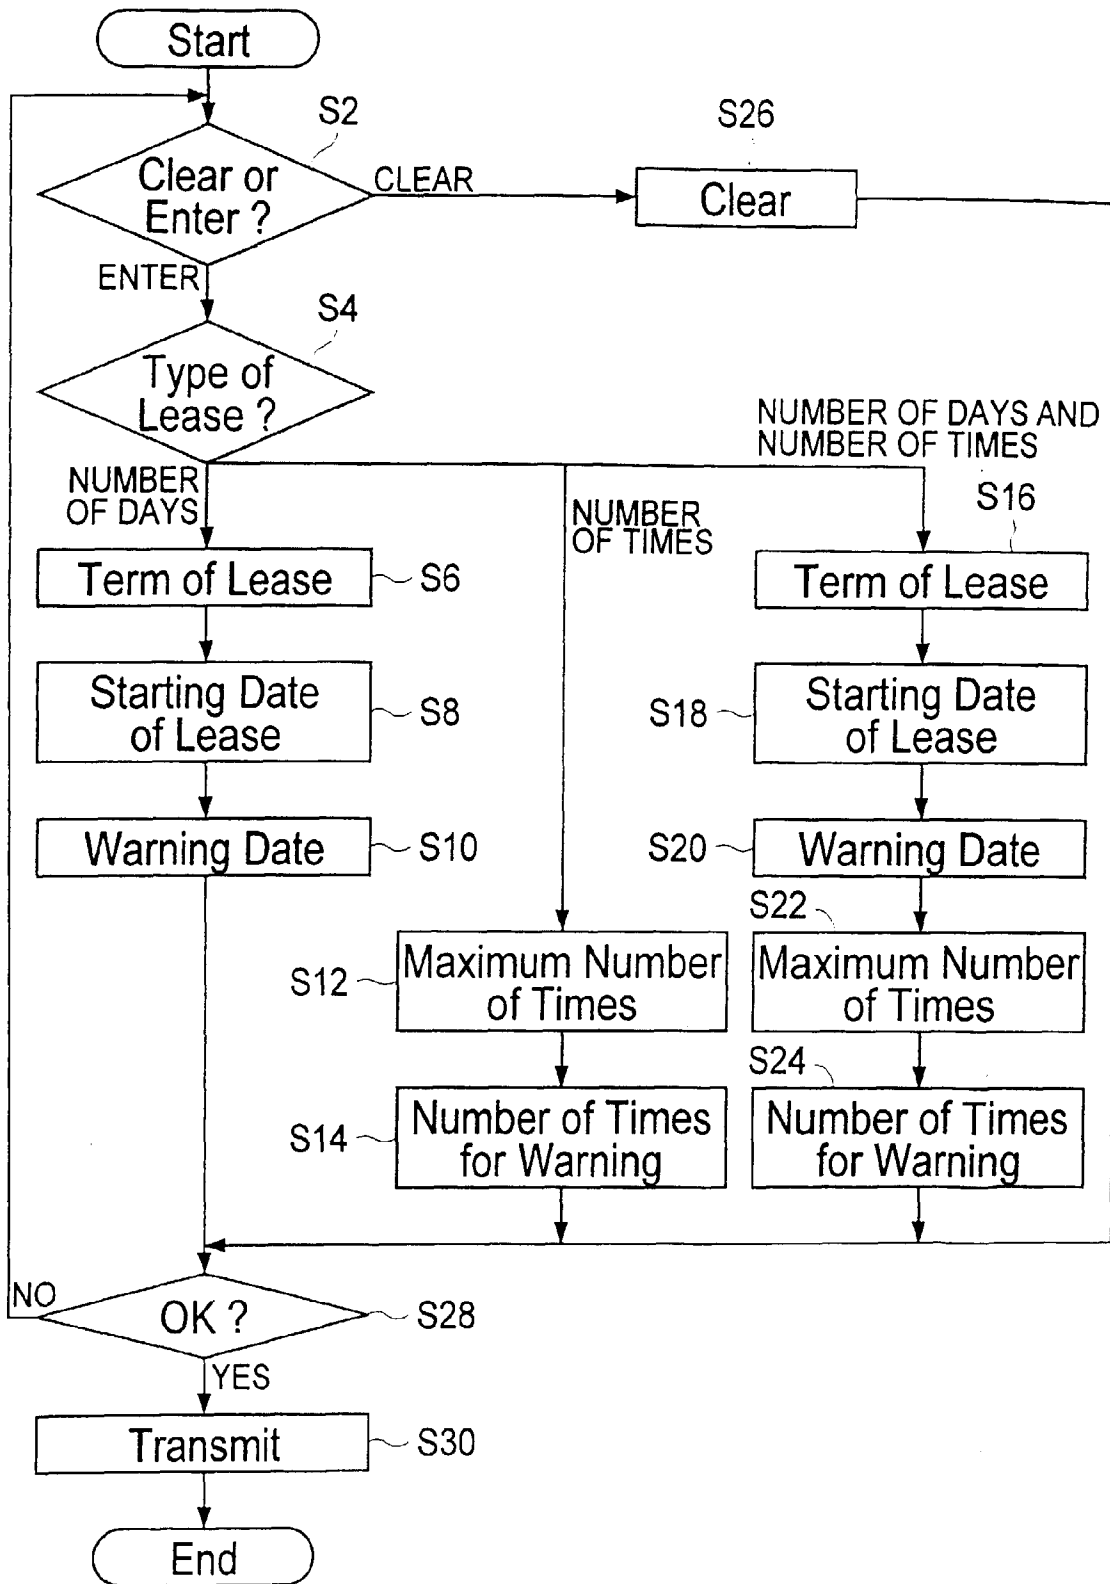 Start
S2
S26
Clear or
Enter ?
CLEAR
Clear
ENTER
S4
Type of
Lease ?
NUMBER OF DAYS AND
NUMBER OF TIMES
NUMBER
OF DAYS
NUMBER
OF TIMES
S16
Term of Lease
S6
Term of Lease
Starting Date
of Lease
S8
S18
Starting Date
of Lease
Warning Date
S10
S20
Warning Date
S22
S12
Maximum Number
of Times
Maximum Number
of Times
S24
S14
Number of Times
for Warning
Number of Times
for Warning
NO
OK ?
S28
YES
Transmit
S30
End